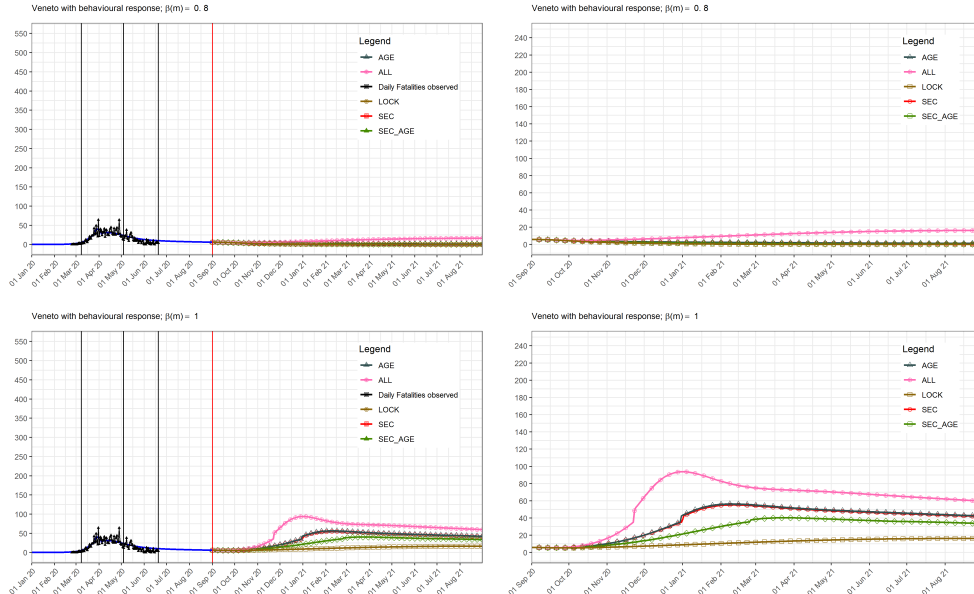 Veneto with behavioural response; β(m) = 0. 8
550
500
450
400
350
300
250
200
150
100
50
0
01 Jan 20
01 Feb 20
01 Mar 20
01 Apr 20
01 May 20
01 Jun 20
01 Jul 20
01 Aug 20
01 Sep 20
01 Oct 20
01 Nov 20
01 Dec 20
01 Jan 21
01 Feb 21
01 Mar 21
01 Apr 21
01 May 21
01 Jun 21
01 Jul 21
01 Aug 21
Legend
AGE
ALL
Daily Fatalities observed
LOCK
SEC
SEC_AGE
Veneto with behavioural response; β(m) = 0. 8
240
220
200
180
160
140
120
100
80
60
40
20
0
01 Sep 20
01 Oct 20
01 Nov 20
01 Dec 20
01 Jan 21
01 Feb 21
01 Mar 21
01 Apr 21
01 May 21
01 Jun 21
01 Jul 21
01 Aug 21
Legend
AGE
ALL
LOCK
SEC
SEC_AGE
Veneto with behavioural response; β(m) = 1
550
500
450
400
350
300
250
200
150
100
50
0
01 Jan 20
01 Feb 20
01 Mar 20
01 Apr 20
01 May 20
01 Jun 20
01 Jul 20
01 Aug 20
01 Sep 20
01 Oct 20
01 Nov 20
01 Dec 20
01 Jan 21
01 Feb 21
01 Mar 21
01 Apr 21
01 May 21
01 Jun 21
01 Jul 21
01 Aug 21
Legend
AGE
ALL
Daily Fatalities observed
LOCK
SEC
SEC_AGE
Veneto with behavioural response; β(m) = 1
240
220
200
180
160
140
120
100
80
60
40
20
0
01 Sep 20
01 Oct 20
01 Nov 20
01 Dec 20
01 Jan 21
01 Feb 21
01 Mar 21
01 Apr 21
01 May 21
01 Jun 21
01 Jul 21
01 Aug 21
Legend
AGE
ALL
LOCK
SEC
SEC_AGE